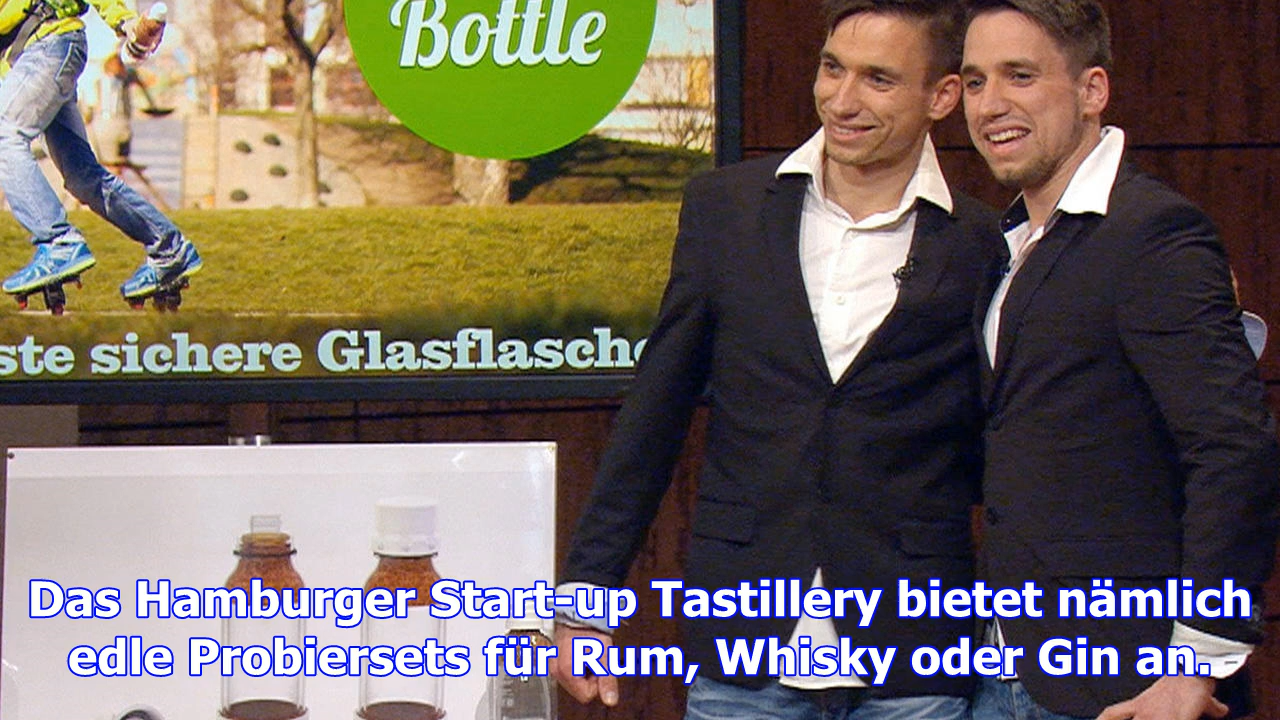 Bottle
ste sichere Glasflasche
Das Hamburger Start-up Tastillery bietet nämlich
edle Probiersets für Rum, Whisky oder Gin an.